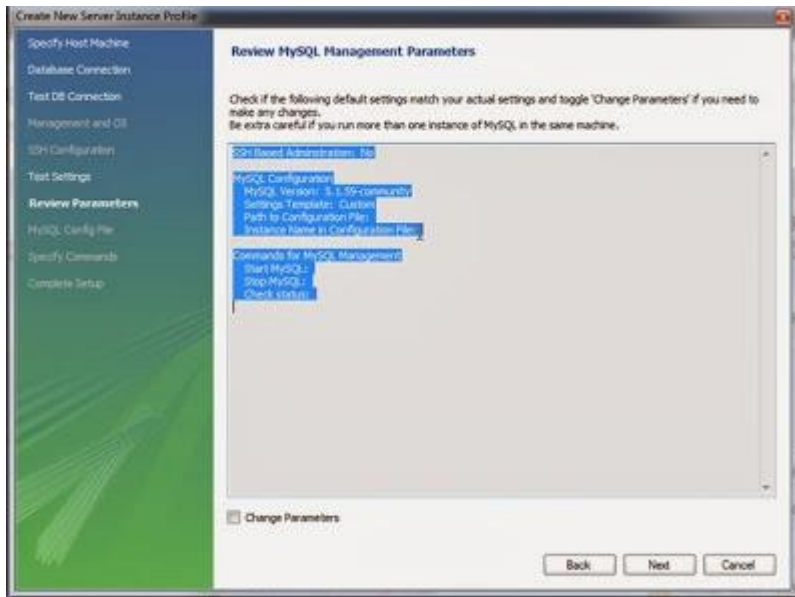 Create New Server Instance Profile
Specify Host Machine
Database Connection
Test DB Connection
Management and OS
SSH Configuration
Test Settings
Review Parameters
MySQL Config File
Specify Commands
Complete Setup
Review MySQL Management Parameters
Check if the following default settings match your actual settings and toggle 'Change Parameters' if you need to
make any changes.
Be extra careful if you run more than one instance of MySQL in the same machine.
SSH Based Administration: No
MySQL Configuration
MySQL Version: 5.1.59-community
Settings Template: Custom
Path to Configuration File:
Instance Name in Configuration File:
Commands for MySQL Management
Start MySQL:
Stop MySQL:
Check status:
Change Parameters
Back
Next
Cancel